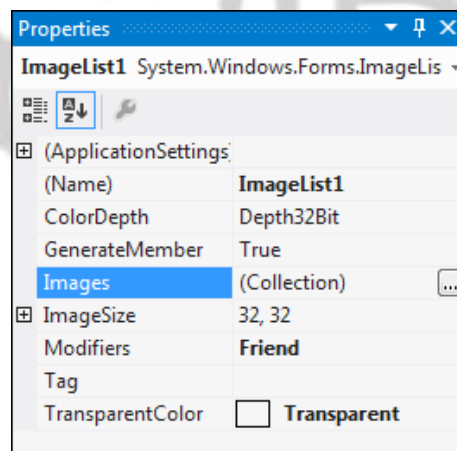 Properties
ImageList1 System.Windows.Forms.ImageLis
(ApplicationSettings
(Name) ImageList1
ColorDepth Depth32Bit
GenerateMember True
Images (Collection) ...
ImageSize 32, 32
Modifiers Friend
Tag
TransparentColor Transparent